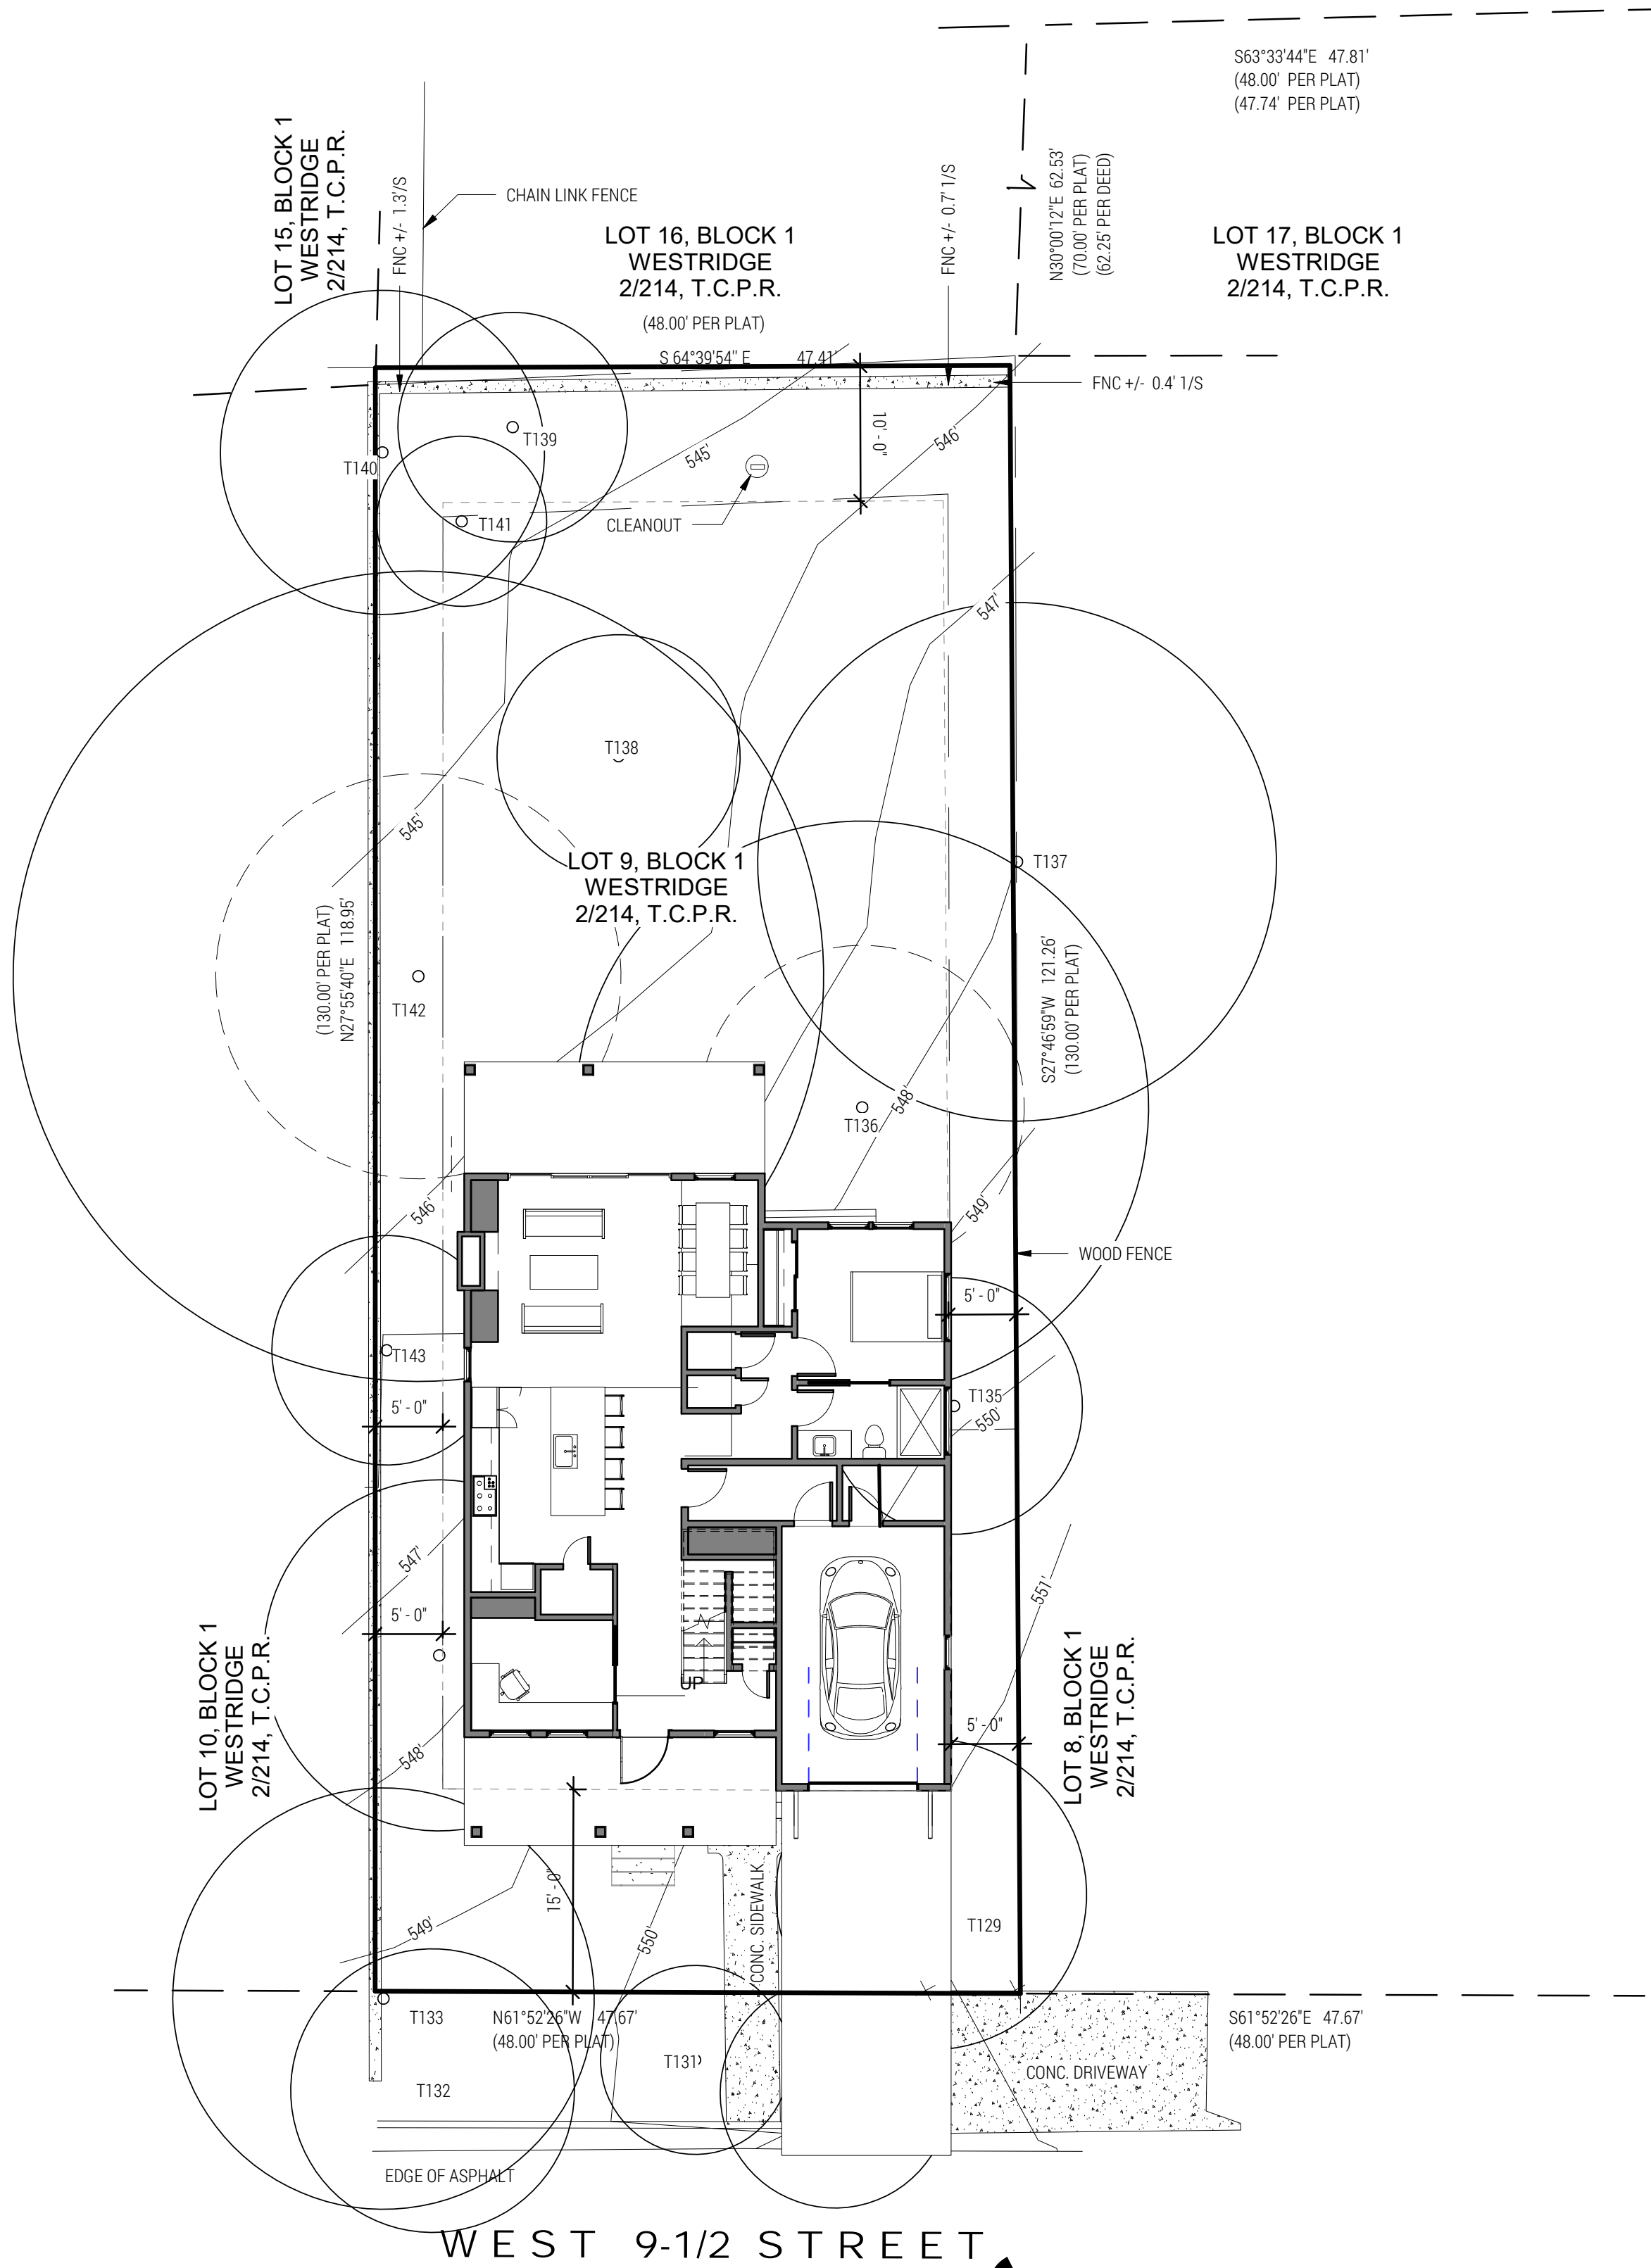 S63°33'44"E 47.81'
(48.00' PER PLAT)
(47.74' PER PLAT)
LOT 15, BLOCK 1
WESTRIDGE
2/214, T.C.P.R.
FNC +/- 1.3'/S
CHAIN LINK FENCE
LOT 16, BLOCK 1
WESTRIDGE
2/214, T.C.P.R.
(48.00' PER PLAT)
S 64°39'54" E 47.41'
FNC +/- 0.7' 1/S
N30°00'12"E 62.53'
(70.00' PER PLAT)
(62.25' PER DEED)
LOT 17, BLOCK 1
WESTRIDGE
2/214, T.C.P.R.
FNC +/- 0.4' 1/S
T139
T140
T141
545'
10' - 0"
546'
CLEANOUT
547'
T138
545'
LOT 9, BLOCK 1
WESTRIDGE
2/214, T.C.P.R.
T137
(130.00' PER PLAT)
N27°55'40"E 118.95'
T142
S27°46'59"W 121.26'
(130.00' PER PLAT)
548'
T136
546'
549'
WOOD FENCE
5' - 0"
T143
T135
550'
5' - 0"
547'
551'
5' - 0"
UP
LOT 10, BLOCK 1
WESTRIDGE
2/214, T.C.P.R.
548'
5' - 0"
LOT 8, BLOCK 1
WESTRIDGE
2/214, T.C.P.R.
15' - 0"
549'
550'
CONC. SIDEWALK
T129
T133
N61°52'26"W 47.67'
(48.00' PER PLAT)
S61°52'26"E 47.67'
(48.00' PER PLAT)
T131
T132
CONC. DRIVEWAY
EDGE OF ASPHALT
WEST 9-1/2 STREET